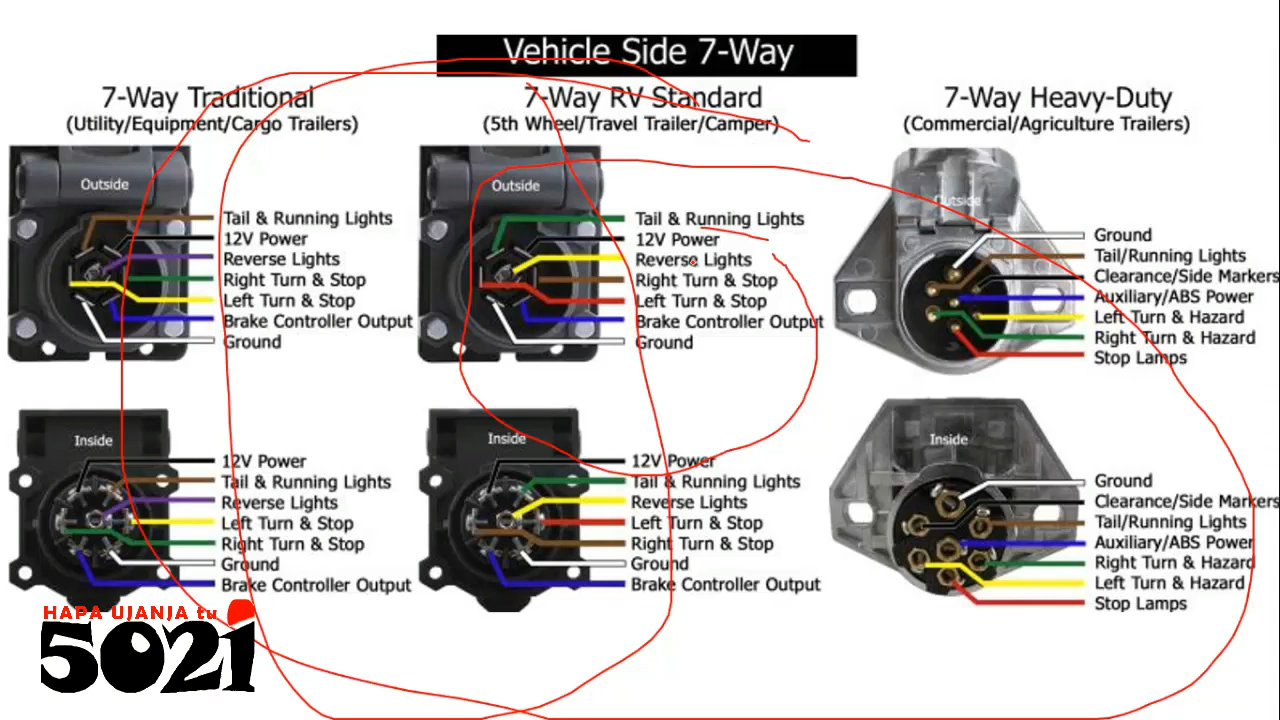 Vehicle Side 7-Way
7-Way Traditional
(Utility/Equipment/Cargo Trailers)
Outside
Tail & Running Lights
12V Power
Reverse Lights
Right Turn & Stop
Left Turn & Stop
Brake Controller Output
Ground
Inside
12V Power
Tail & Running Lights
Reverse Lights
Left Turn & Stop
Right Turn & Stop
Ground
Brake Controller Output
7-Way RV Standard
(5th Wheel/Travel Trailer/Camper)
Outside
Tail & Running Lights
12V Power
Reverse Lights
Right Turn & Stop
Left Turn & Stop
Brake Controller Output
Ground
Inside
12V Power
Tail & Running Lights
Reverse Lights
Left Turn & Stop
Right Turn & Stop
Ground
Brake Controller Output
7-Way Heavy-Duty
(Commercial/Agriculture Trailers)
Outside
Ground
Tail/Running Lights
Clearance/Side Markers
Auxiliary/ABS Power
Left Turn & Hazard
Right Turn & Hazard
Stop Lamps
Inside
Ground
Clearance/Side Markers
Tail/Running Lights
Auxiliary/ABS Power
Right Turn & Hazard
Left Turn & Hazard
Stop Lamps
HAPA UJANJA tu
5021